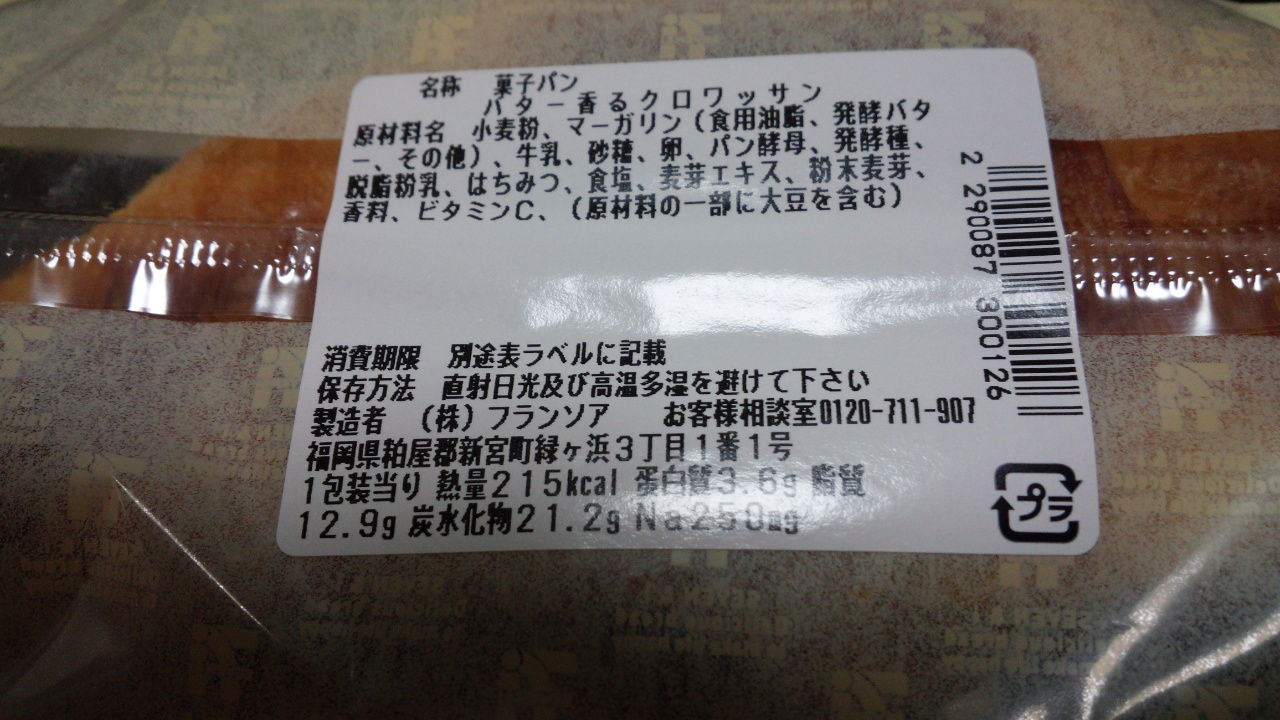 名称 菓子パン
バター香るクロワッサン
原材料名 小麦粉、マーガリン(食用油脂、発酵バタ
ー、その他)、牛乳、砂糖、卵、パン酵母、発酵種、
脱脂粉乳、はちみつ、食塩、麦芽エキス、粉末麦芽、
香料、ビタミンC、(原材料の一部に大豆を含む)
消費期限 別途表ラベルに記載
保存方法 直射日光及び高温多湿を避けて下さい
製造者 (株)フランソア お客様相談室0120-711-907
福岡県粕屋郡新宮町緑ヶ浜3丁目1番1号
1包装当り 熱量215kcal 蛋白質3.6g 脂質
12.9g 炭水化物21.2g Na250mg
2 290087 300126
プラ